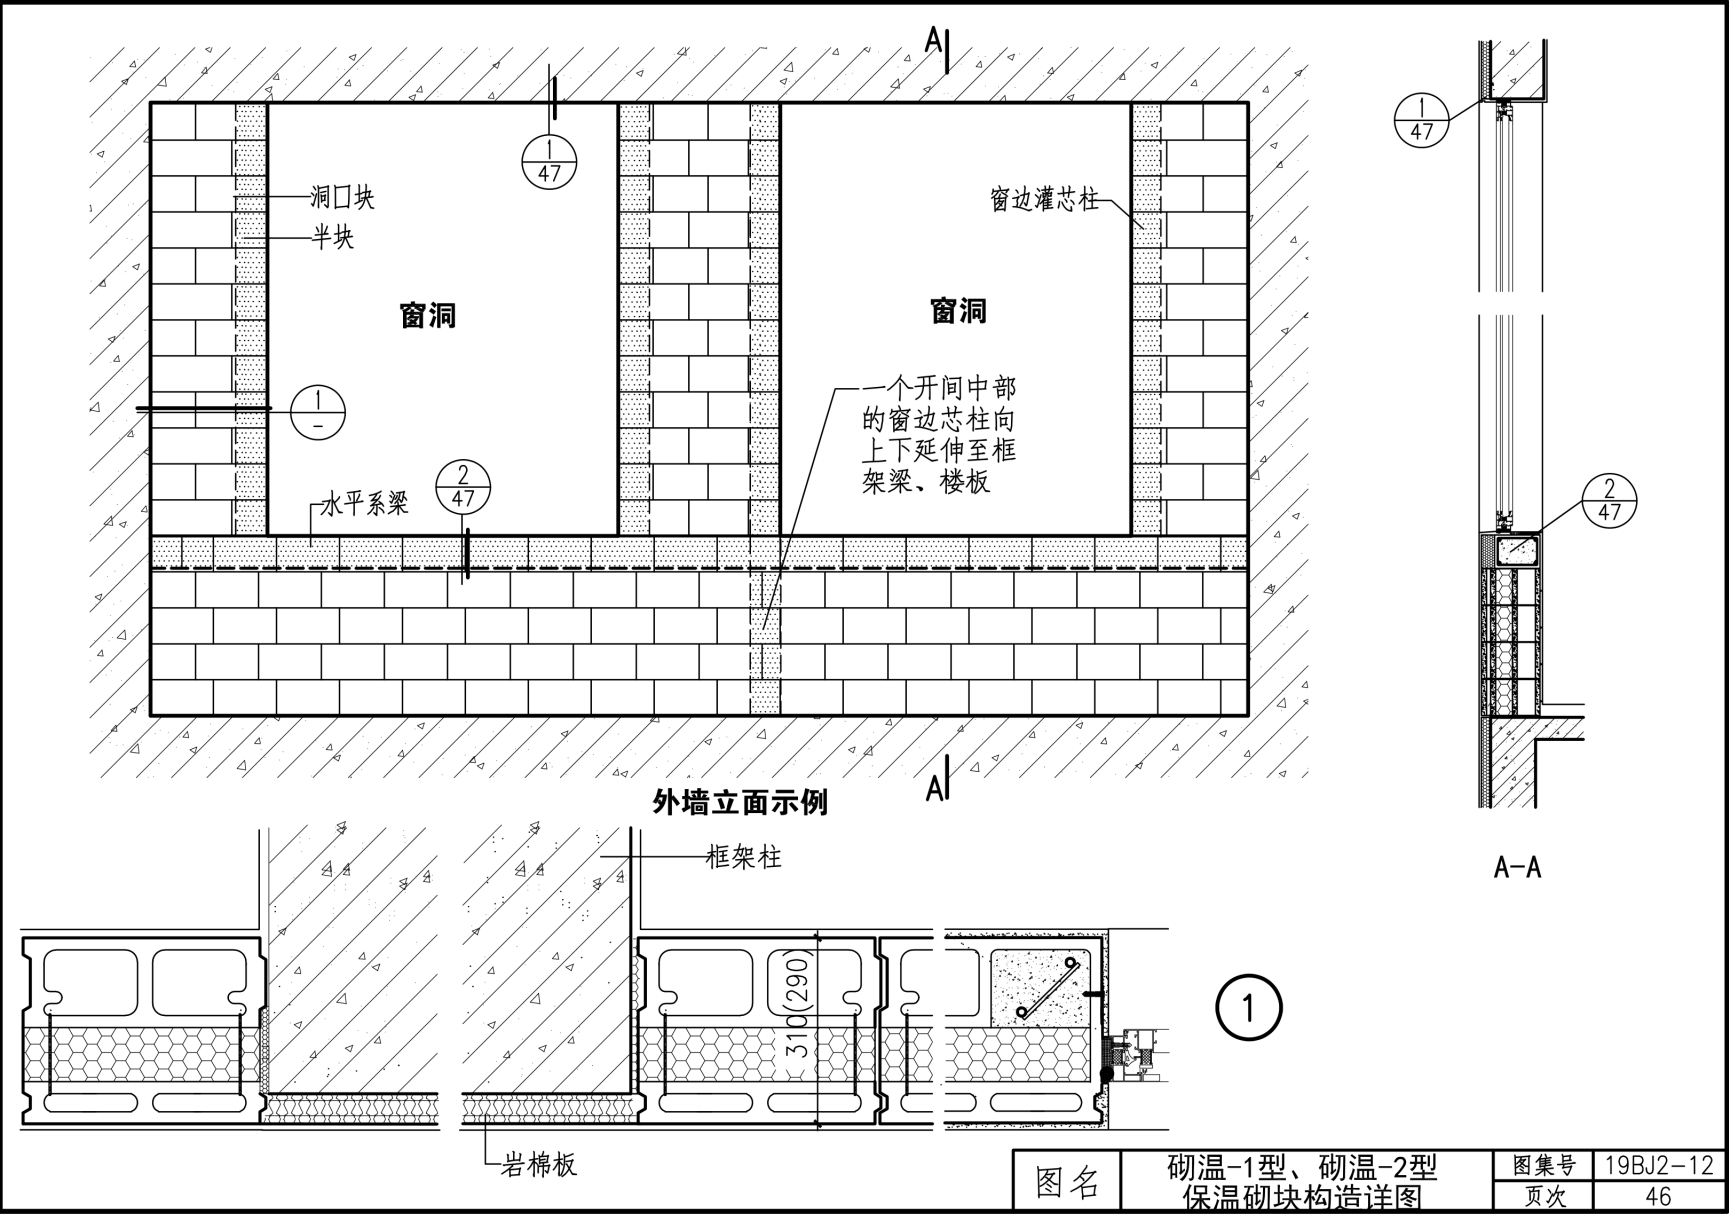 A
1
47
1
47
洞口块
半块
窗边灌芯柱
窗洞
窗洞
一个开间中部
的窗边芯柱向
上下延伸至框
架梁、楼板
1
-
2
47
水平系梁
2
47
A
外墙立面示例
框架柱
A-A
310(290)
1
岩棉板
图名
砌温-1型、砌温-2型
保温砌块构造详图
图集号
19BJ2-12
页次
46